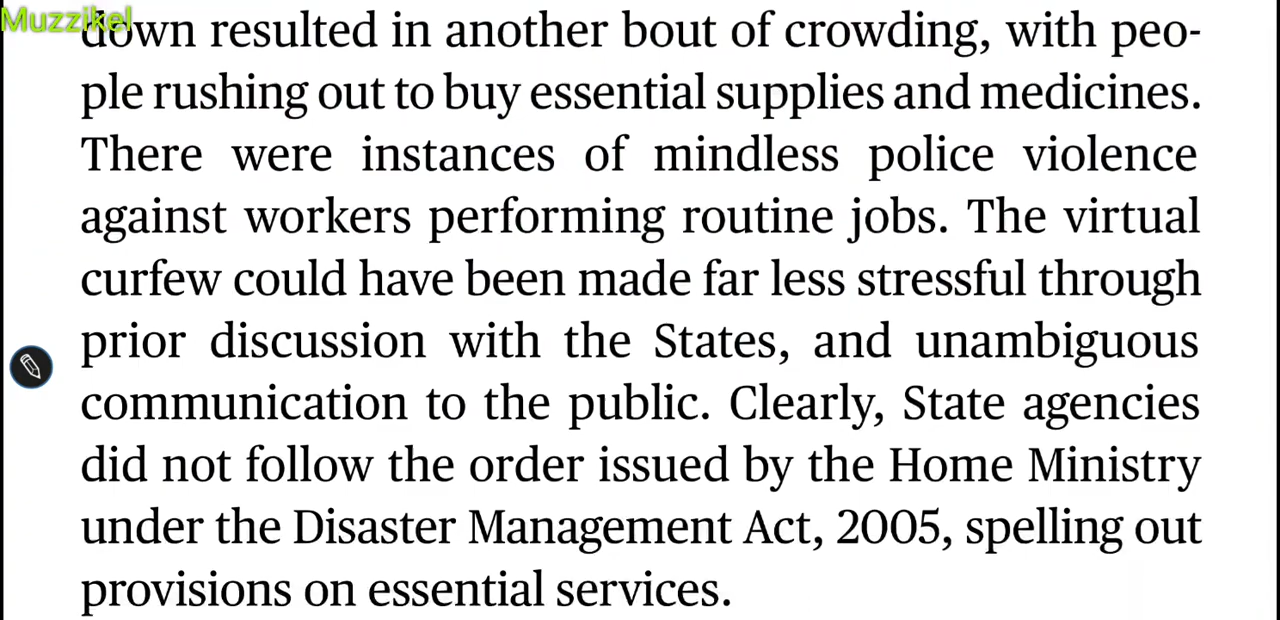 Muzzikel
down resulted in another bout of crowding, with peo-
ple rushing out to buy essential supplies and medicines.
There were instances of mindless police violence
against workers performing routine jobs. The virtual
curfew could have been made far less stressful through
prior discussion with the States, and unambiguous
communication to the public. Clearly, State agencies
did not follow the order issued by the Home Ministry
under the Disaster Management Act, 2005, spelling out
provisions on essential services.